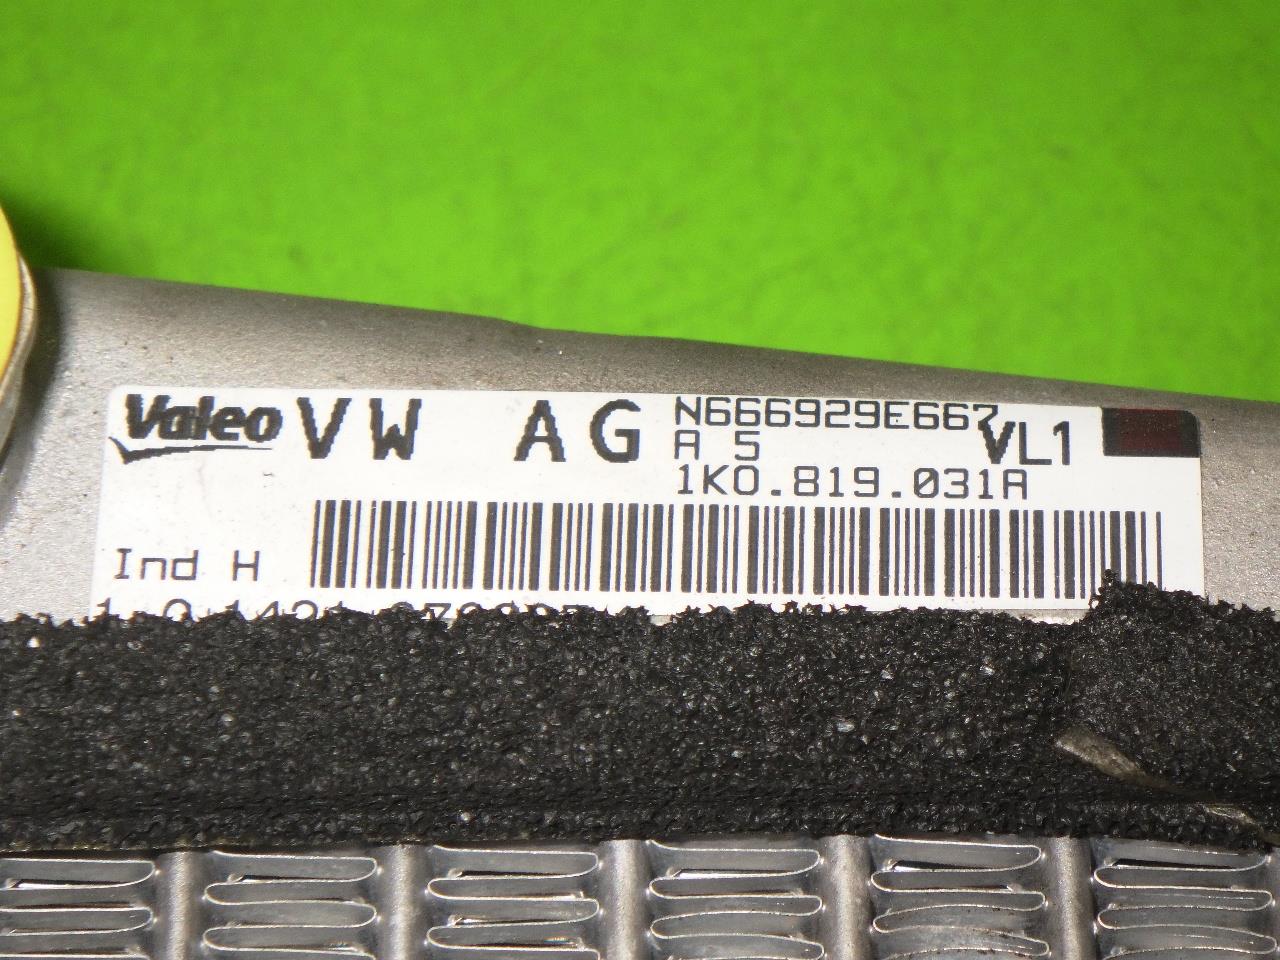 Valeo VW AG N666929E667
A 5 VL1
1K0.819.031A
Ind H